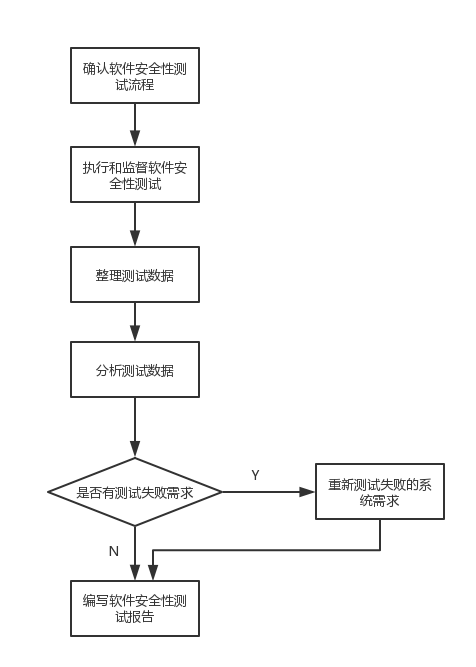 确认软件安全性测
试流程
执行和监督软件安
全性测试
整理测试数据
分析测试数据
是否有测试失败需求
Y
重新测试失败的系
统需求
N
编写软件安全性测
试报告